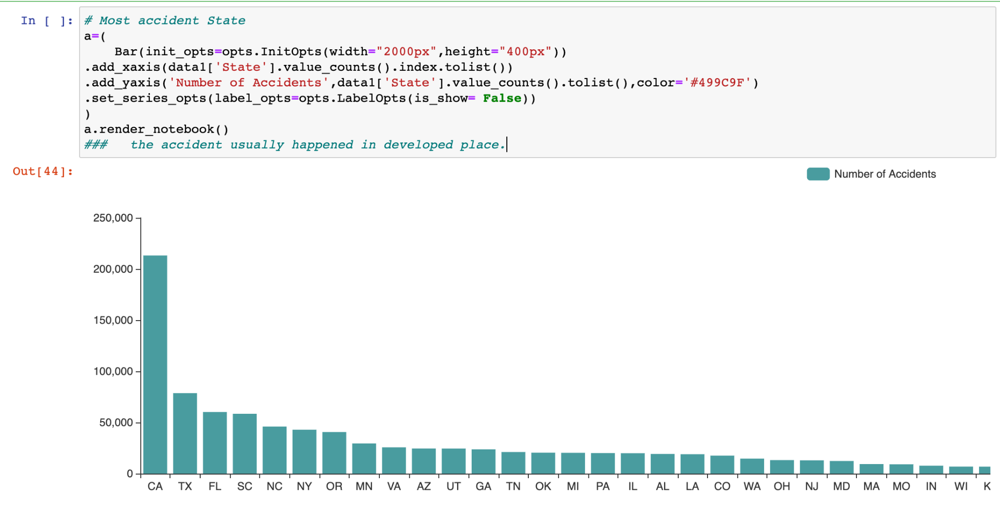 In [ ]:
# Most accident State
a=(
    Bar(init_opts=opts.InitOpts(width="2000px",height="400px"))
.add_xaxis(data1['State'].value_counts().index.tolist())
.add_yaxis('Number of Accidents',data1['State'].value_counts().tolist(),color='#499C9F')
.set_series_opts(label_opts=opts.LabelOpts(is_show= False))
)
a.render_notebook()
###   the accident usually happened in developed place.
Out[44]:
Number of Accidents
250,000
200,000
150,000
100,000
50,000
0
CA TX FL SC NC NY OR MN VA AZ UT GA TN OK MI PA IL AL LA CO WA OH NJ MD MA MO IN WI K